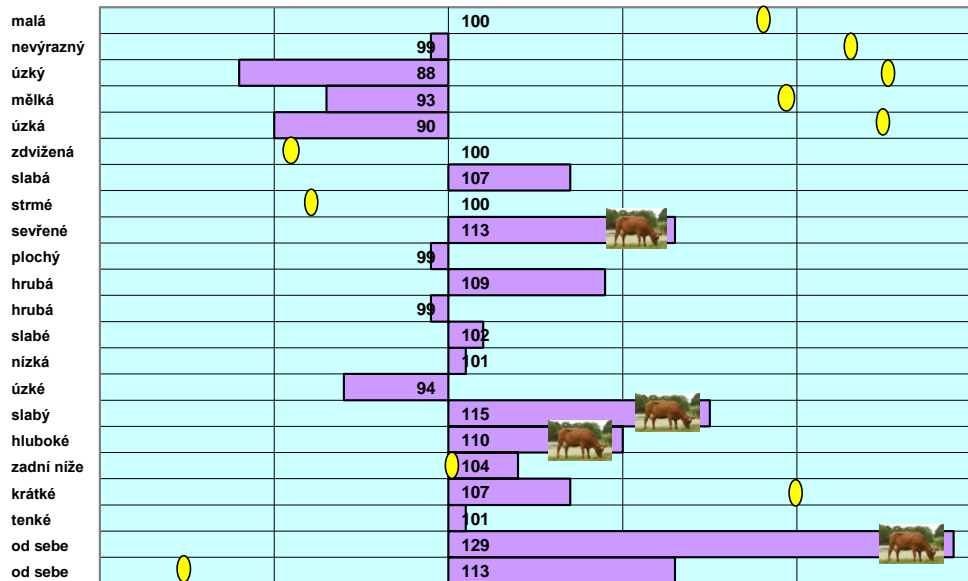 malá 100
nevýrazný 99
úzký 88
mělká 93
úzká 90
zdvižená 100
slabá 107
strmé 100
sevřené 113
plochý 99
hrubá 109
hrubá 99
slabé 102
nízká 101
úzké 94
slabý 115
hluboké 110
zadní níže 104
krátké 107
tenké 101
od sebe 129
od sebe 113